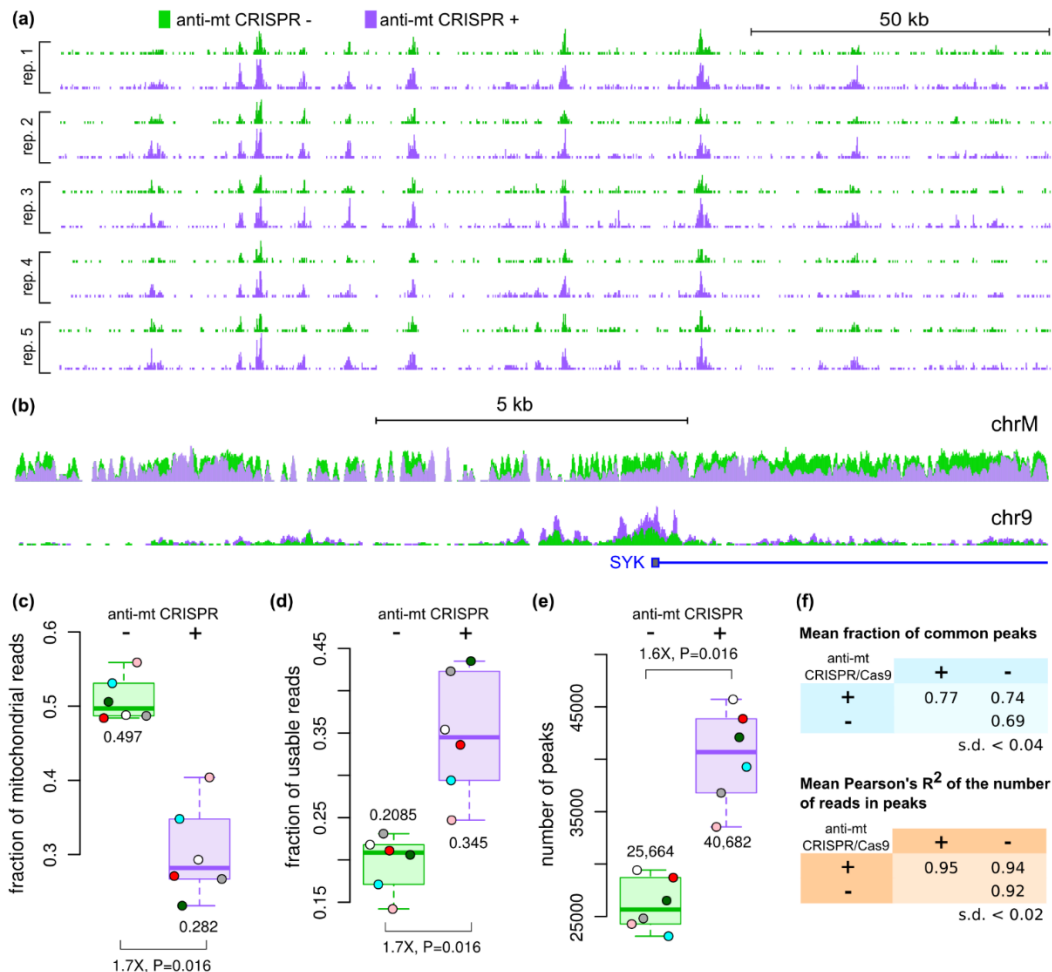 (a)
anti-mt CRISPR -
anti-mt CRISPR +
50 kb
rep. 1
rep. 2
rep. 3
rep. 4
rep. 5
(b)
5 kb
chrM
chr9
SYK
(c)
anti-mt CRISPR
- +
fraction of mitochondrial reads
0.6
0.5
0.3
0.497
0.282
1.7X, P=0.016
(d)
anti-mt CRISPR
- +
fraction of usable reads
0.45
0.35
0.25
0.15
0.05
0.2085
0.345
1.7X, P=0.016
(e)
anti-mt CRISPR
- +
1.6X, P=0.016
number of peaks
45000
35000
25000
25,664
40,682
(f)
Mean fraction of common peaks
anti-mt
CRISPR/Cas9 + -
+ 0.77 0.74
- 0.69
s.d. < 0.04
Mean Pearson's R² of the number
of reads in peaks
anti-mt
CRISPR/Cas9 + -
+ 0.95 0.94
- 0.92
s.d. < 0.02